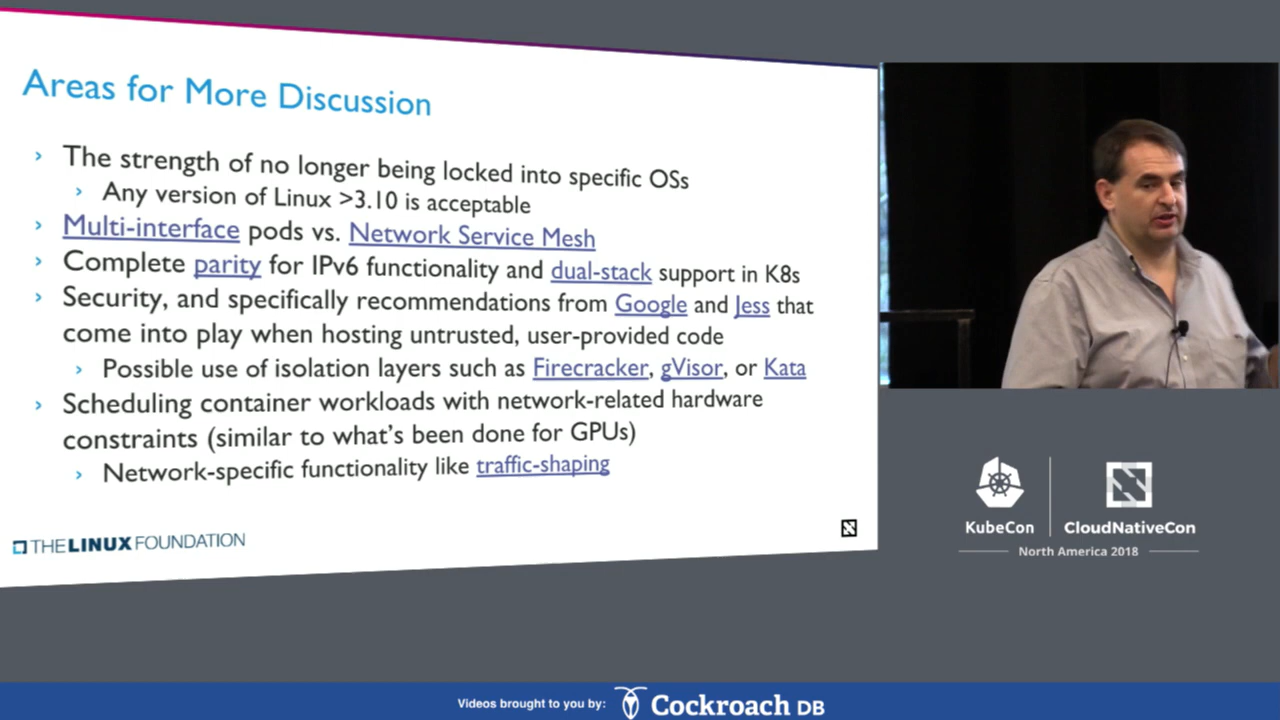 Areas for More Discussion
› The strength of no longer being locked into specific OSs
› Any version of Linux >3.10 is acceptable
› Multi-interface pods vs. Network Service Mesh
› Complete parity for IPv6 functionality and dual-stack support in K8s
› Security, and specifically recommendations from Google and Jess that
come into play when hosting untrusted, user-provided code
› Possible use of isolation layers such as Firecracker, gVisor, or Kata
› Scheduling container workloads with network-related hardware
constraints (similar to what's been done for GPUs)
› Network-specific functionality like traffic-shaping
THE LINUX FOUNDATION
KubeCon
CloudNativeCon
North America 2018
Videos brought to you by:
Cockroach DB